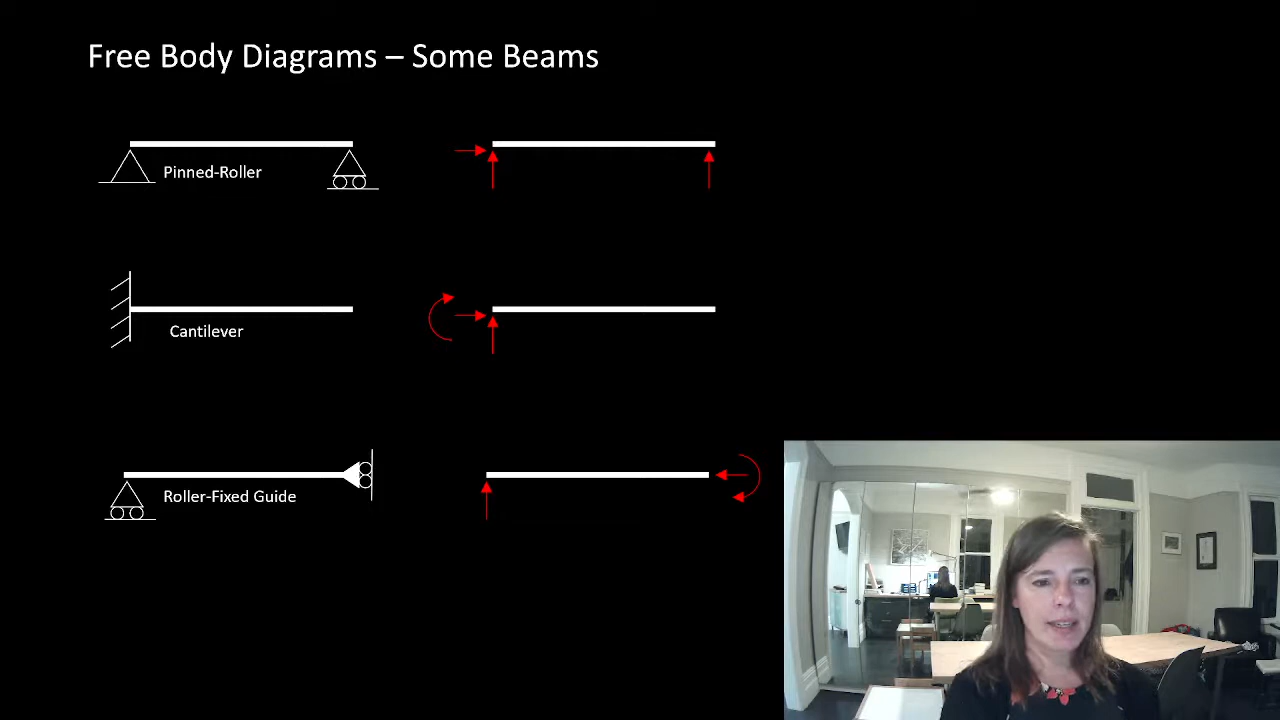 Free Body Diagrams – Some Beams
Pinned-Roller
Cantilever
Roller-Fixed Guide